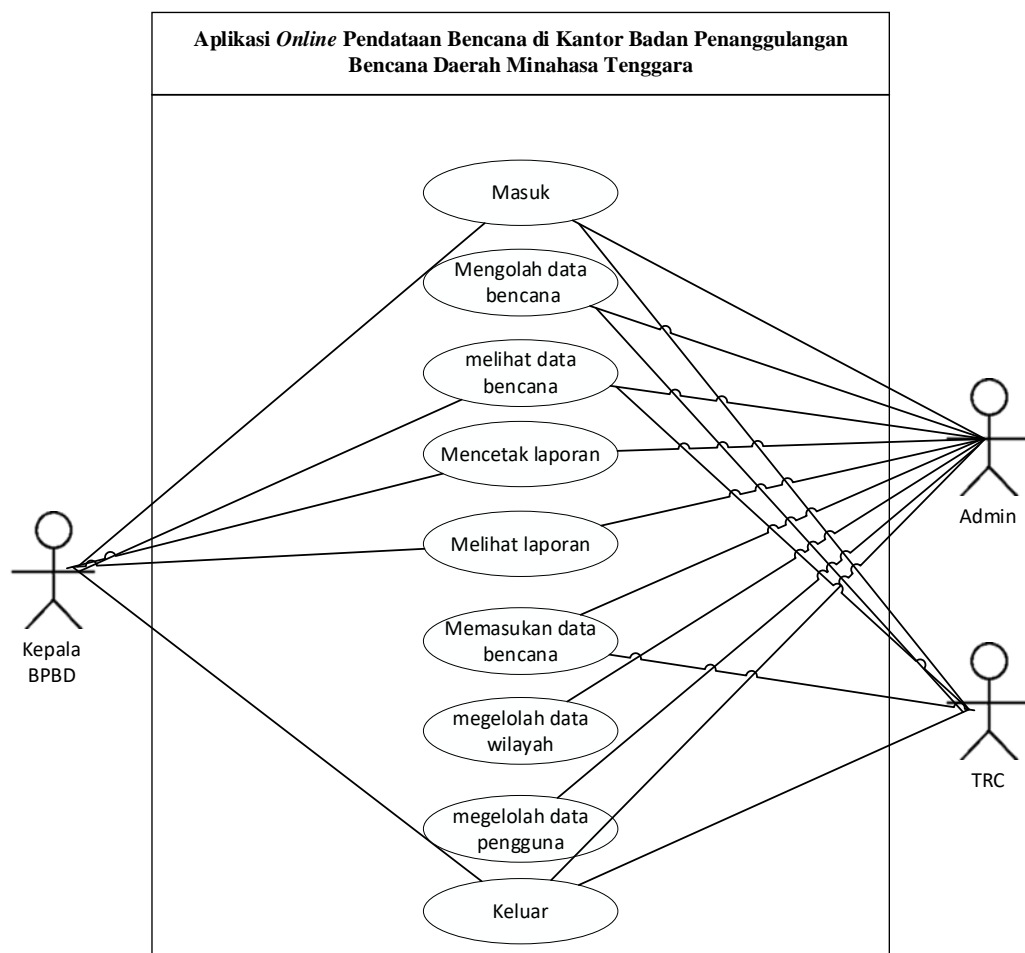 Aplikasi Online Pendataan Bencana di Kantor Badan Penanggulangan
Bencana Daerah Minahasa Tenggara
Masuk
Mengolah data
bencana
melihat data
bencana
Mencetak laporan
Melihat laporan
Memasukan data
bencana
megelolah data
wilayah
megelolah data
pengguna
Keluar
Kepala
BPBD
Admin
TRC